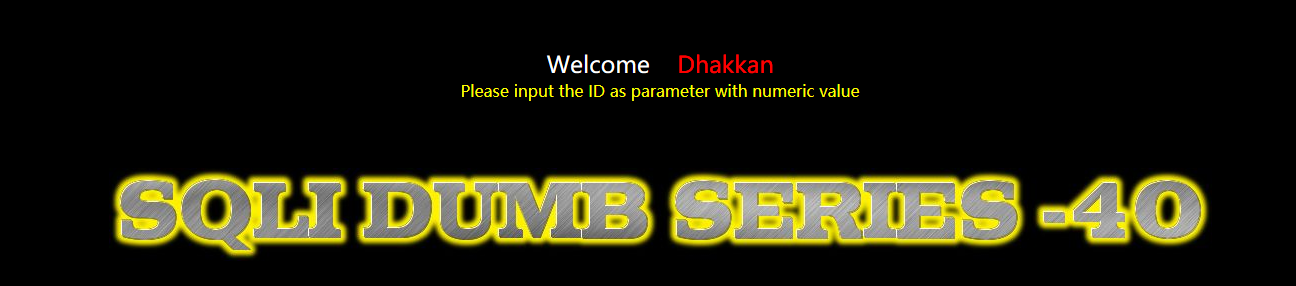 Welcome Dhakkan
Please input the ID as parameter with numeric value
SQLI DUMB SERIES -40